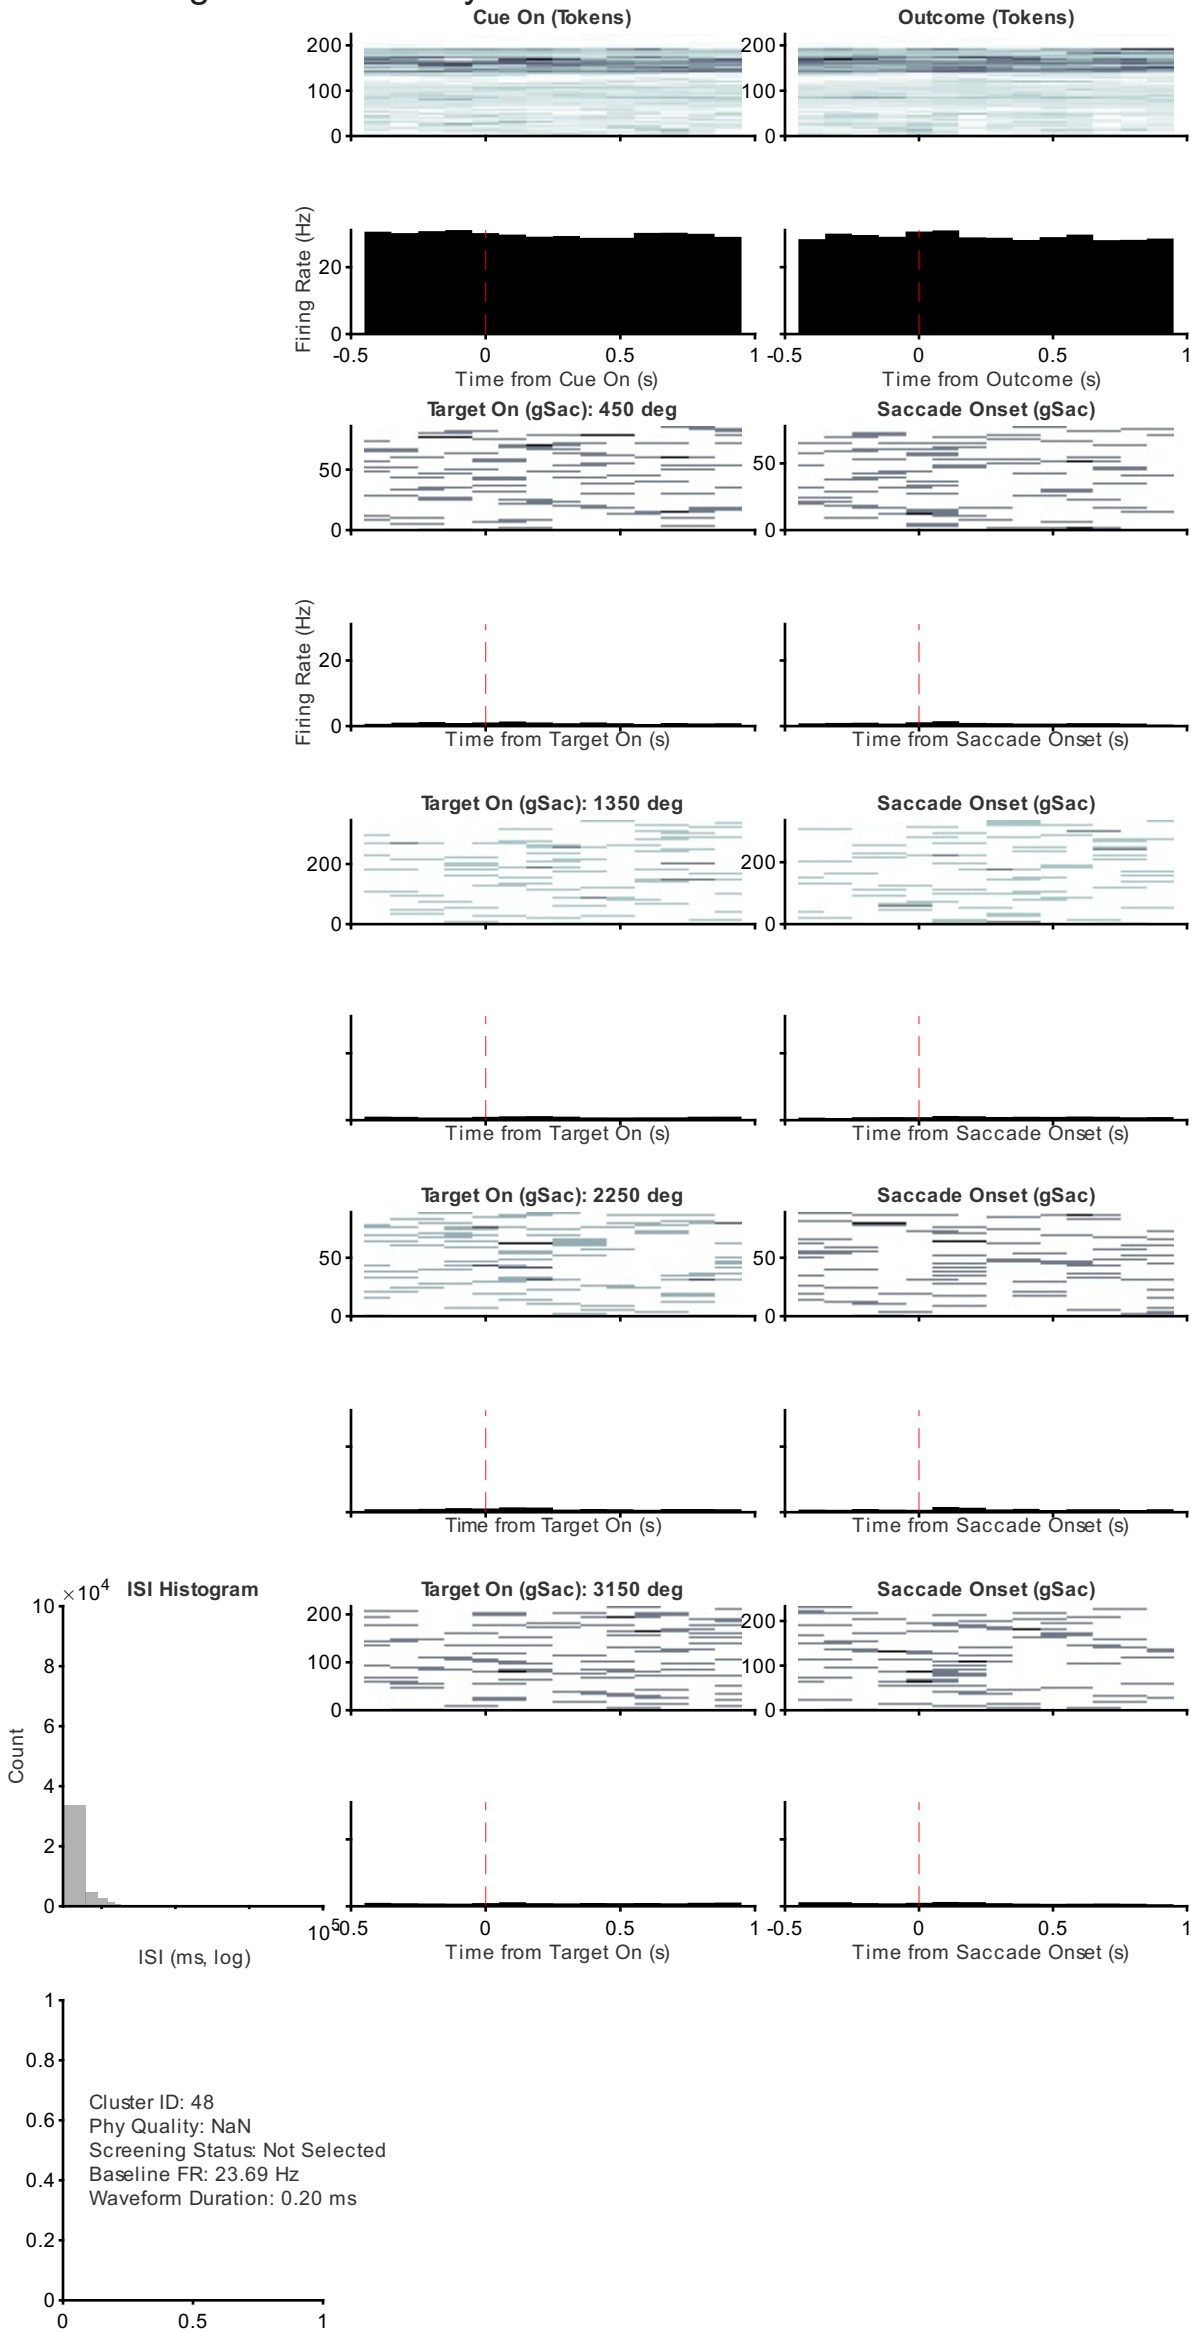 Cue On (Tokens)
Outcome (Tokens)
200
100
0
200
100
0
Firing Rate (Hz)
20
0
-0.5
0
0.5
1
-0.5
0
0.5
1
Time from Cue On (s)
Time from Outcome (s)
Target On (gSac): 450 deg
Saccade Onset (gSac)
50
0
50
0
Firing Rate (Hz)
20
0
Time from Target On (s)
Time from Saccade Onset (s)
Target On (gSac): 1350 deg
Saccade Onset (gSac)
200
0
200
0
Time from Target On (s)
Time from Saccade Onset (s)
Target On (gSac): 2250 deg
Saccade Onset (gSac)
50
0
50
0
Time from Target On (s)
Time from Saccade Onset (s)
ISI Histogram
×10⁴
10
8
6
4
2
0
Count
10⁵
ISI (ms, log)
Target On (gSac): 3150 deg
Saccade Onset (gSac)
200
100
0
200
100
0
-0.5
0
0.5
1
-0.5
0
0.5
1
Time from Target On (s)
Time from Saccade Onset (s)
1
0.8
0.6
0.4
0.2
0
Cluster ID: 48
Phy Quality: NaN
Screening Status: Not Selected
Baseline FR: 23.69 Hz
Waveform Duration: 0.20 ms
0
0.5
1